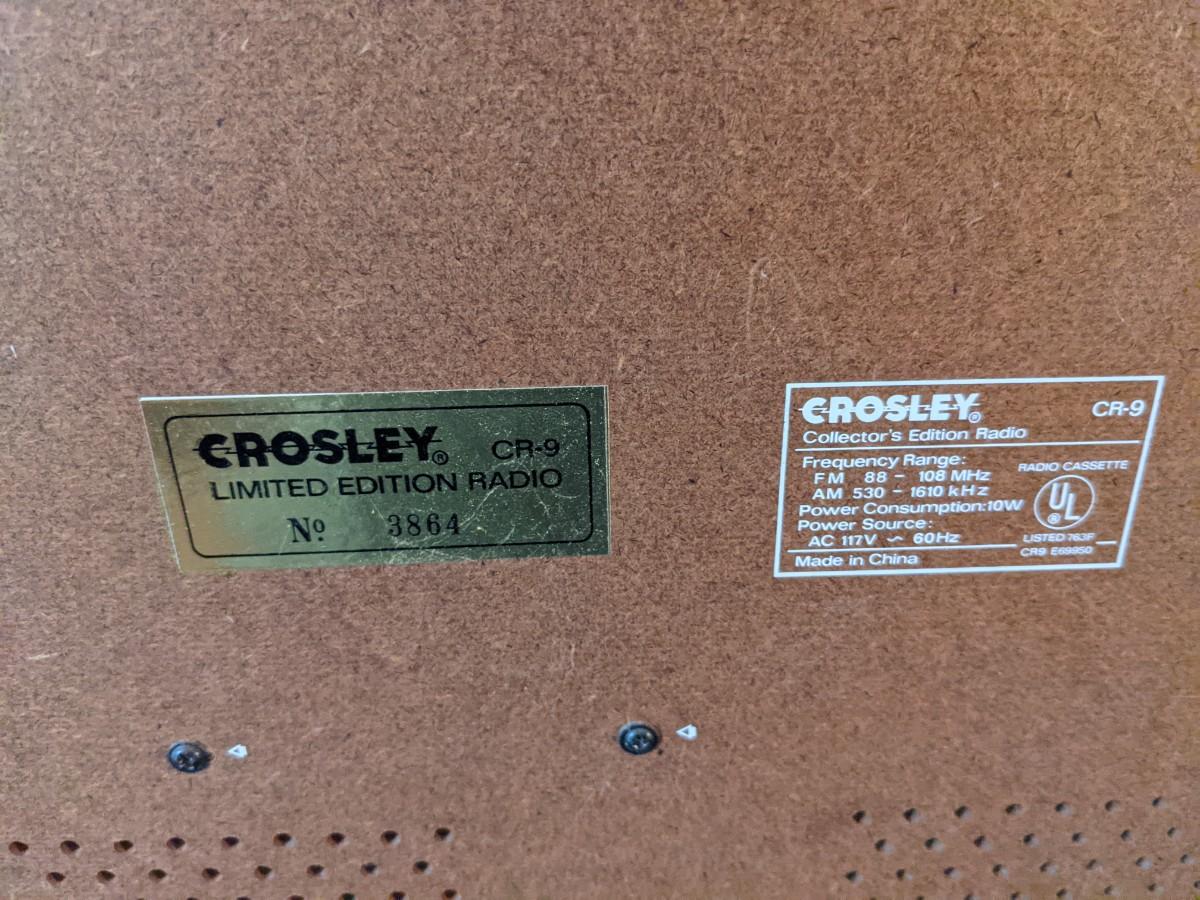 CROSLEY® CR-9
LIMITED EDITION RADIO
Nº 3864
CROSLEY® CR-9
Collector's Edition Radio
Frequency Range:
FM 88 - 108 MHz
AM 530 - 1610 kHz
Power Consumption:10W
Power Source:
AC 117V ~ 60Hz
Made in China
RADIO CASSETTE
UL®
LISTED 763F
CR9 E69950